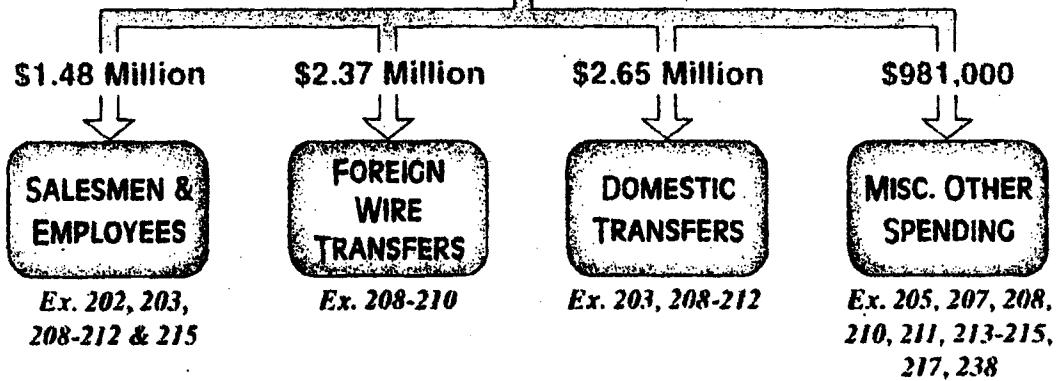 $1.48 Million
$2.37 Million
$2.65 Million
$981,000
SALESMEN &
EMPLOYEES
FOREIGN
WIRE
TRANSFERS
DOMESTIC
TRANSFERS
MISC. OTHER
SPENDING
Ex. 202, 203,
208-212 & 215
Ex. 208-210
Ex. 203, 208-212
Ex. 205, 207, 208,
210, 211, 213-215,
217, 238